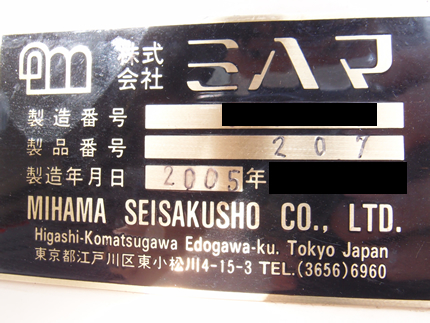 株式会社 ミハマ
製造番号
製品番号 207
製造年月日 2005年
MIHAMA SEISAKUSHO CO., LTD.
Higashi-Komatsugawa Edogawa-ku. Tokyo Japan
東京都江戸川区東小松川4-15-3 TEL.(3656)6960